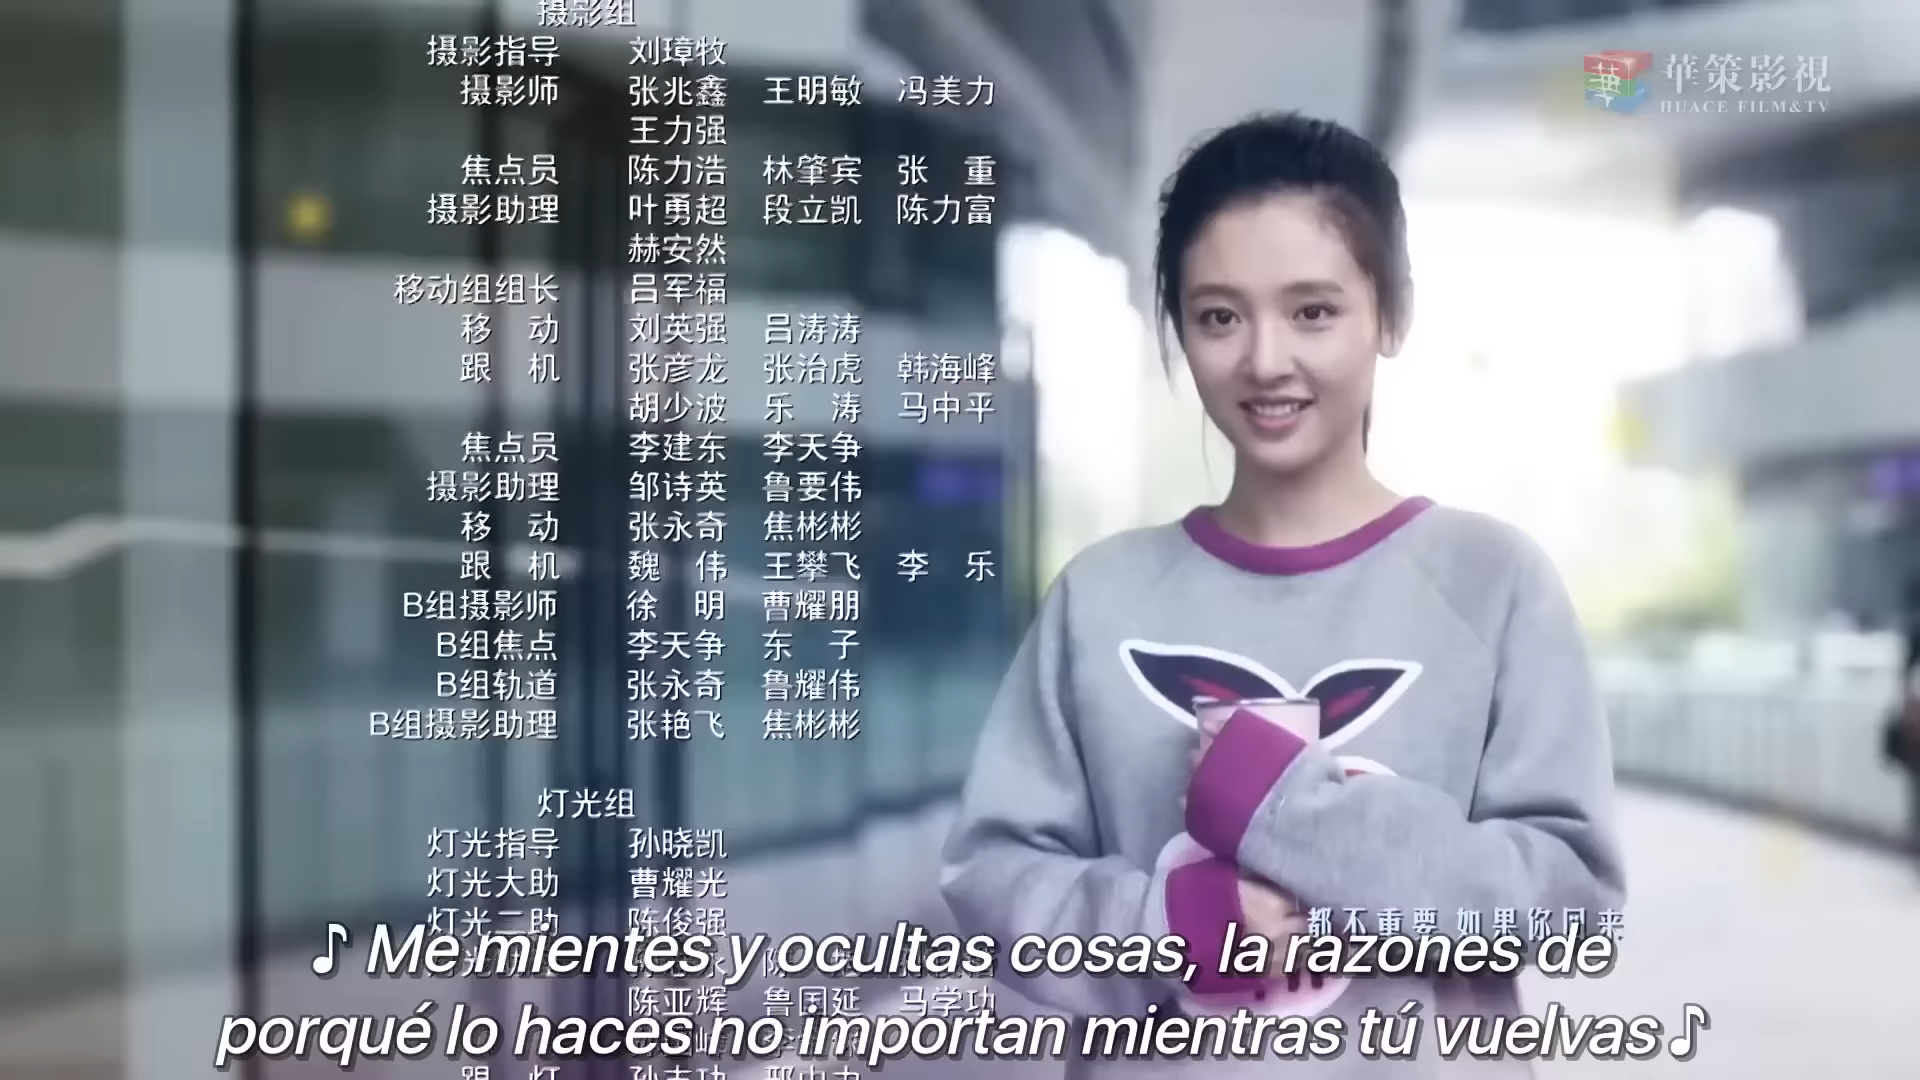 摄影组
摄影指导 刘璋牧
華策影視
HUACE FILM&TV
摄影师 张兆鑫 王明敏 冯美力
王力强
焦点员 陈力浩 林肇宾 张 重
摄影助理 叶勇超 段立凯 陈力富
赫安然
移动组组长 吕军福
移 动 刘英强 吕涛涛
跟 机 张彦龙 张治虎 韩海峰
胡少波 乐 涛 马中平
焦点员 李建东 李天争
摄影助理 邹诗英 鲁要伟
移 动 张永奇 焦彬彬
跟 机 魏 伟 王攀飞 李 乐
B组摄影师 徐 明 曹耀朋
B组焦点 李天争 东 子
B组轨道 张永奇 鲁耀伟
B组摄影助理 张艳飞 焦彬彬
灯光组
灯光指导 孙晓凯
灯光大助 曹耀光
灯光二助 陈俊强
都不重要 如果你回来
♪ Me mientes y ocultas cosas, la razones de
陈亚辉 鲁国延 马学功
porqué lo haces no importan mientras tú vuelvas ♪
跟 灯